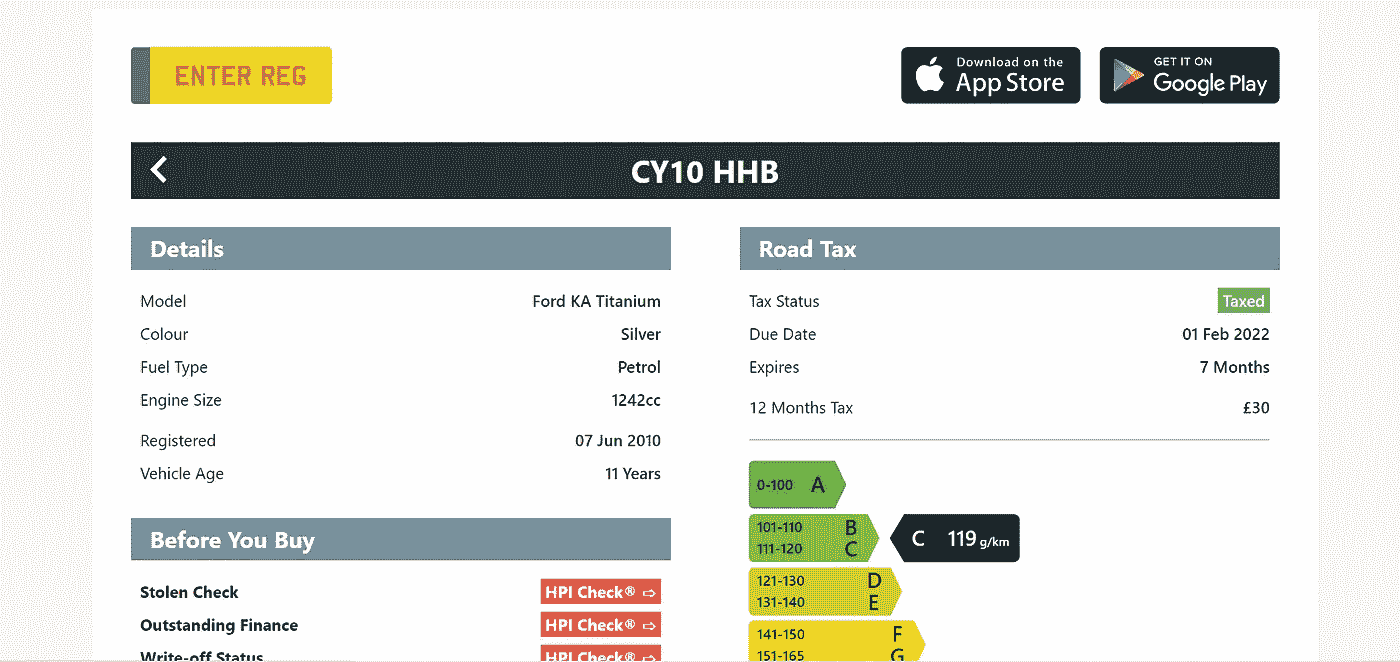 ENTER REG
Download on the
App Store
GET IT ON
Google Play
CY10 HHB
Details
Model Ford KA Titanium
Colour Silver
Fuel Type Petrol
Engine Size 1242cc
Registered 07 Jun 2010
Vehicle Age 11 Years
Before You Buy
Stolen Check HPI Check® ⇨
Outstanding Finance HPI Check® ⇨
Write-off Status HPI Check® ⇨
Road Tax
Tax Status Taxed
Due Date 01 Feb 2022
Expires 7 Months
12 Months Tax £30
0-100 A
101-110 B
111-120 C
C 119 g/km
121-130 D
131-140 E
141-150 F
151-165 G